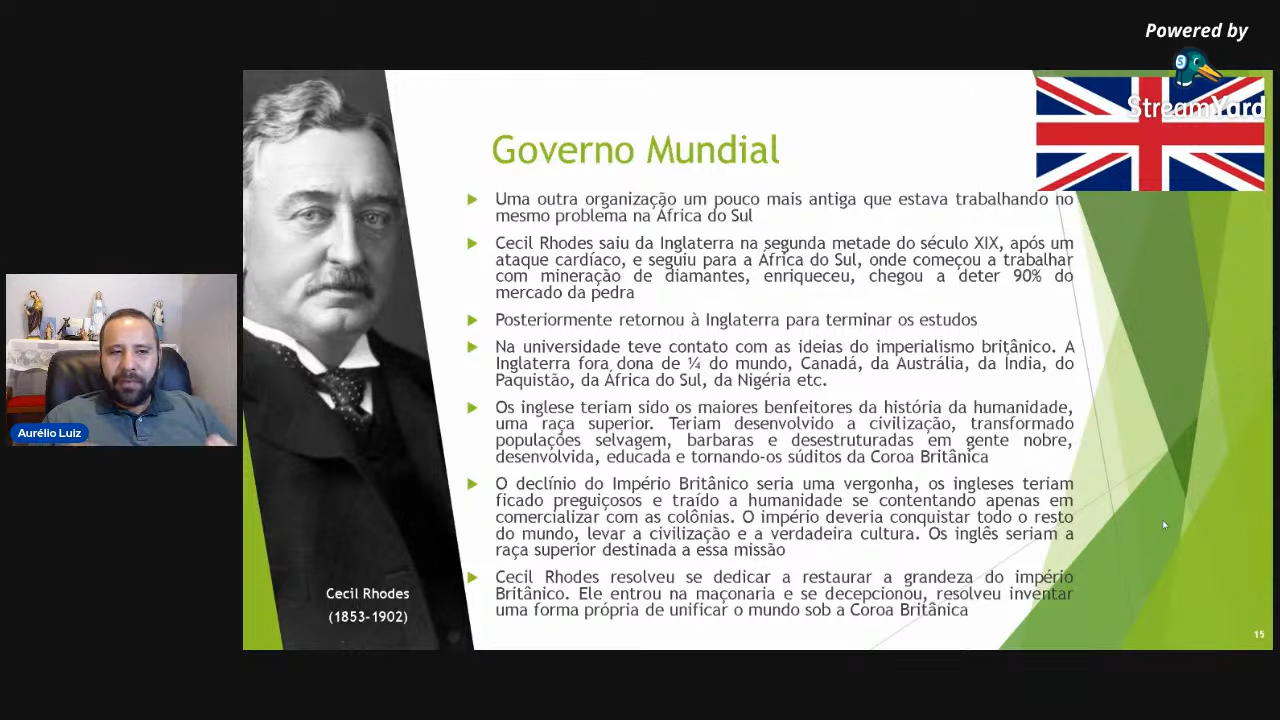 Powered by
StreamYard
Governo Mundial
Uma outra organização um pouco mais antiga que estava trabalhando no
mesmo problema na África do Sul
Cecil Rhodes saiu da Inglaterra na segunda metade do século XIX, após um
ataque cardíaco, e seguiu para a África do Sul, onde começou a trabalhar
com mineração de diamantes, enriqueceu, chegou a deter 90% do
mercado da pedra
Posteriormente retornou à Inglaterra para terminar os estudos
Na universidade teve contato com as ideias do imperialismo britânico. A
Inglaterra fora dona de ¼ do mundo, Canadá, da Austrália, da Índia, do
Paquistão, da África do Sul, da Nigéria etc.
Os inglese teriam sido os maiores benfeitores da história da humanidade,
uma raça superior. Teriam desenvolvido a civilização, transformado
populações selvagem, barbaras e desestruturadas em gente nobre,
desenvolvida, educada e tornando-os súditos da Coroa Britânica
O declínio do Império Britânico seria uma vergonha, os ingleses teriam
ficado preguiçosos e traído a humanidade se contentando apenas em
comercializar com as colônias. O império deveria conquistar todo o resto
do mundo, levar a civilização e a verdadeira cultura. Os inglês seriam a
raça superior destinada a essa missão
Cecil Rhodes resolveu se dedicar a restaurar a grandeza do império
Britânico. Ele entrou na maçonaria e se decepcionou, resolveu inventar
uma forma própria de unificar o mundo sob a Coroa Britânica
Cecil Rhodes
(1853-1902)
Aurélio Luiz
15